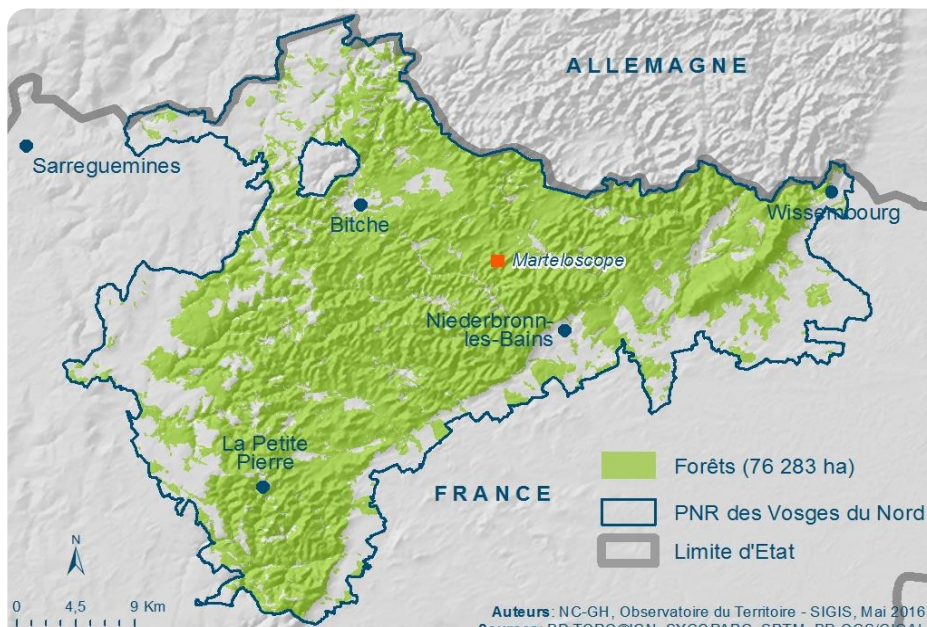 ALLEMAGNE
Sarreguemines
Bitche
Wissembourg
Marteloscope
Niederbronn-
les-Bains
La Petite
Pierre
FRANCE
Forêts (76 283 ha)
PNR des Vosges du Nord
Limite d'Etat
N
0 4,5 9 Km
Auteurs: NC-GH, Observatoire du Territoire - SIGIS, Mai 2016